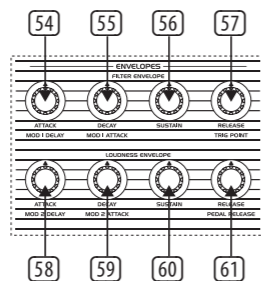 54 55 56 57
ENVELOPES
FILTER ENVELOPE
ATTACK DECAY SUSTAIN RELEASE
MOD 1 DELAY MOD 1 ATTACK TRIG POINT
LOUDNESS ENVELOPE
ATTACK DECAY SUSTAIN RELEASE
MOD 2 DELAY MOD 2 ATTACK PEDAL RELEASE
58 59 60 61